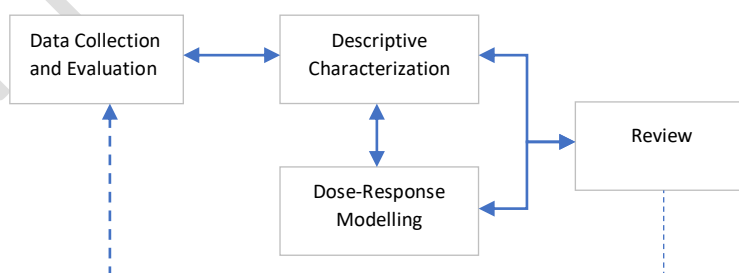 Data Collection
and Evaluation
Descriptive
Characterization
Review
Dose-Response
Modelling